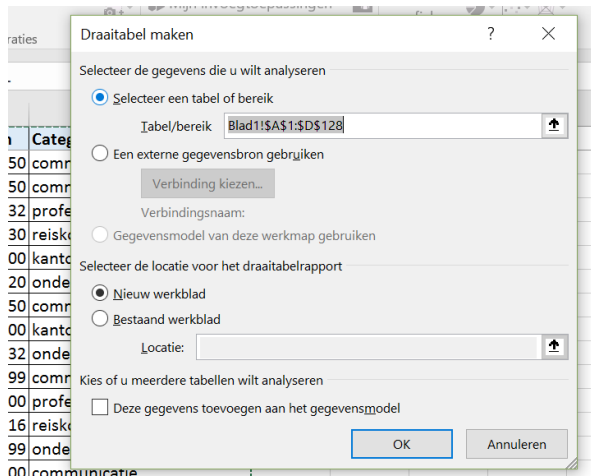 Mijn invoegtoepassingen
raties
Draaitabel maken ?
Selecteer de gegevens die u wilt analyseren
Selecteer een tabel of bereik
Tabel/bereik Blad1!$A$1:$D$128
Een externe gegevensbron gebruiken
Verbinding kiezen...
Verbindingsnaam:
Gegevensmodel van deze werkmap gebruiken
Selecteer de locatie voor het draaitabelrapport
Nieuw werkblad
Bestaand werkblad
Locatie:
Kies of u meerdere tabellen wilt analyseren
Deze gegevens toevoegen aan het gegevensmodel
OK Annuleren
n Categ
50 comm
50 comm
32 profe
30 reisko
00 kanto
20 onde
50 comm
00 kanto
32 onde
99 comm
00 profe
16 reisko
99 onde
00 communicatie